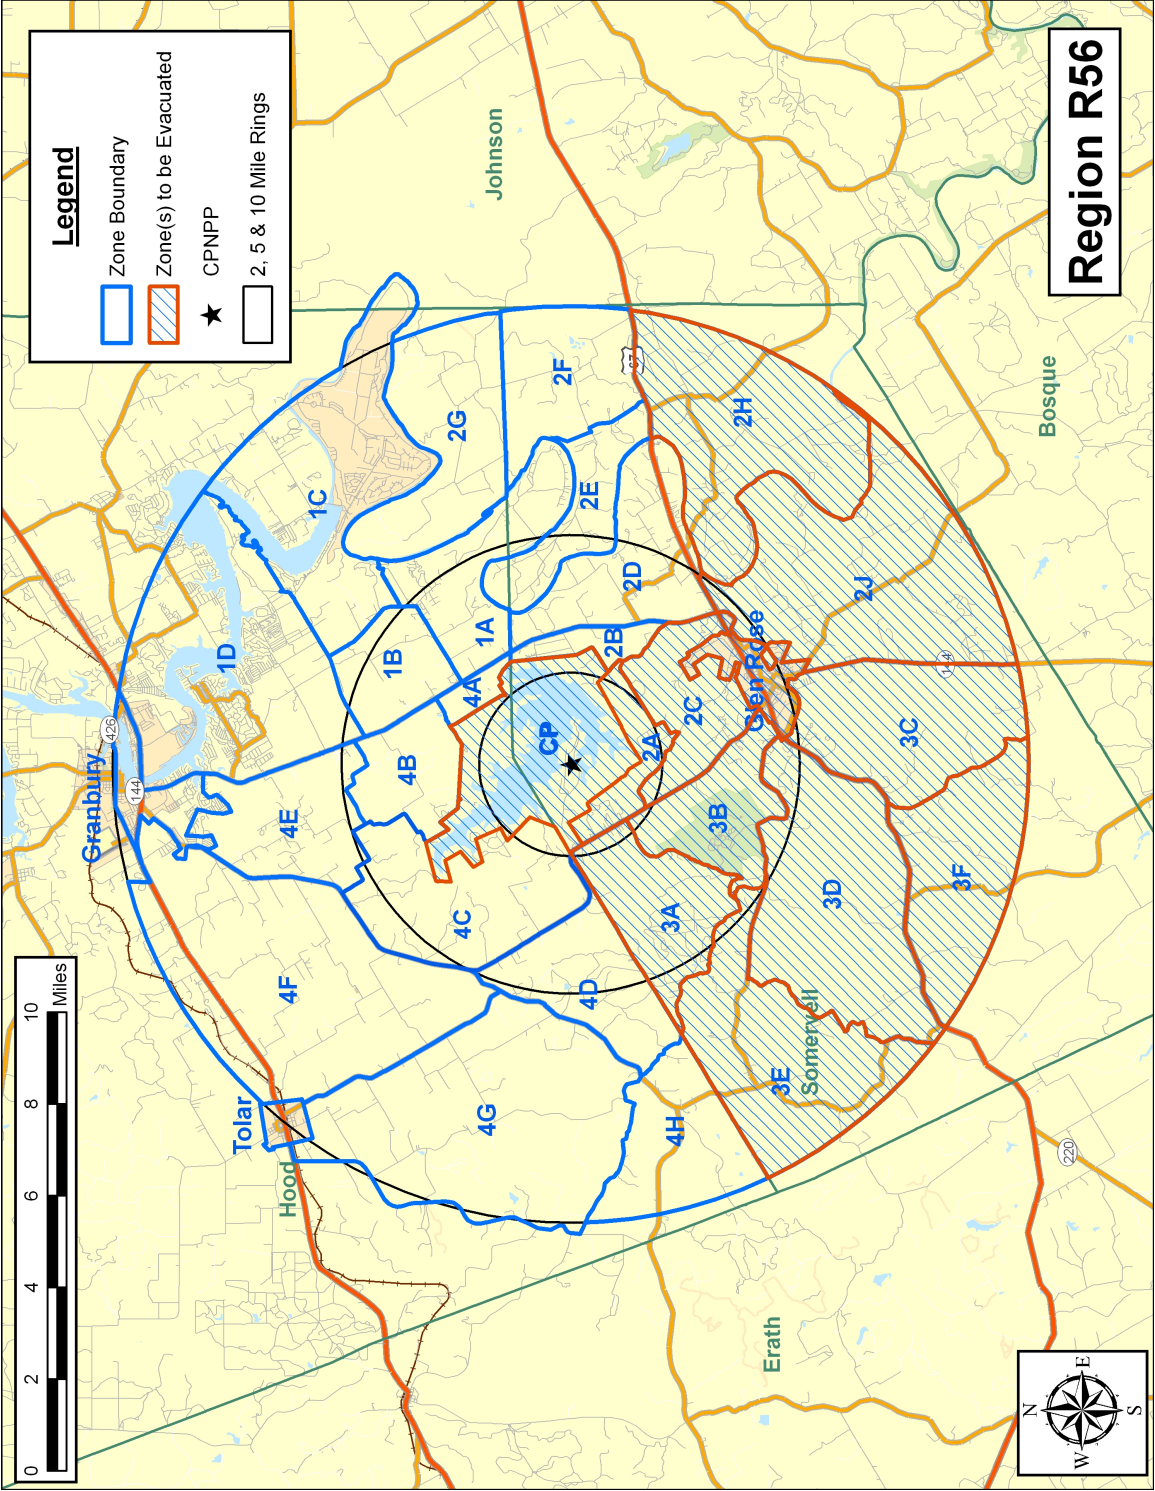 Legend
Zone Boundary
Zone(s) to be Evacuated
CPNPP
2, 5 & 10 Mile Rings
Region R56
0 2 4 6 8 10
Miles
N
W E
S
Granbury
Tolar
Glen Rose
Hood
Johnson
Bosque
Somervell
Erath
426
144
67
144
220
CP
1A
1B
1C
1D
2A
2B
2C
2D
2E
2F
2G
2H
2J
3A
3B
3C
3D
3E
3F
4A
4B
4C
4D
4E
4F
4G
4H